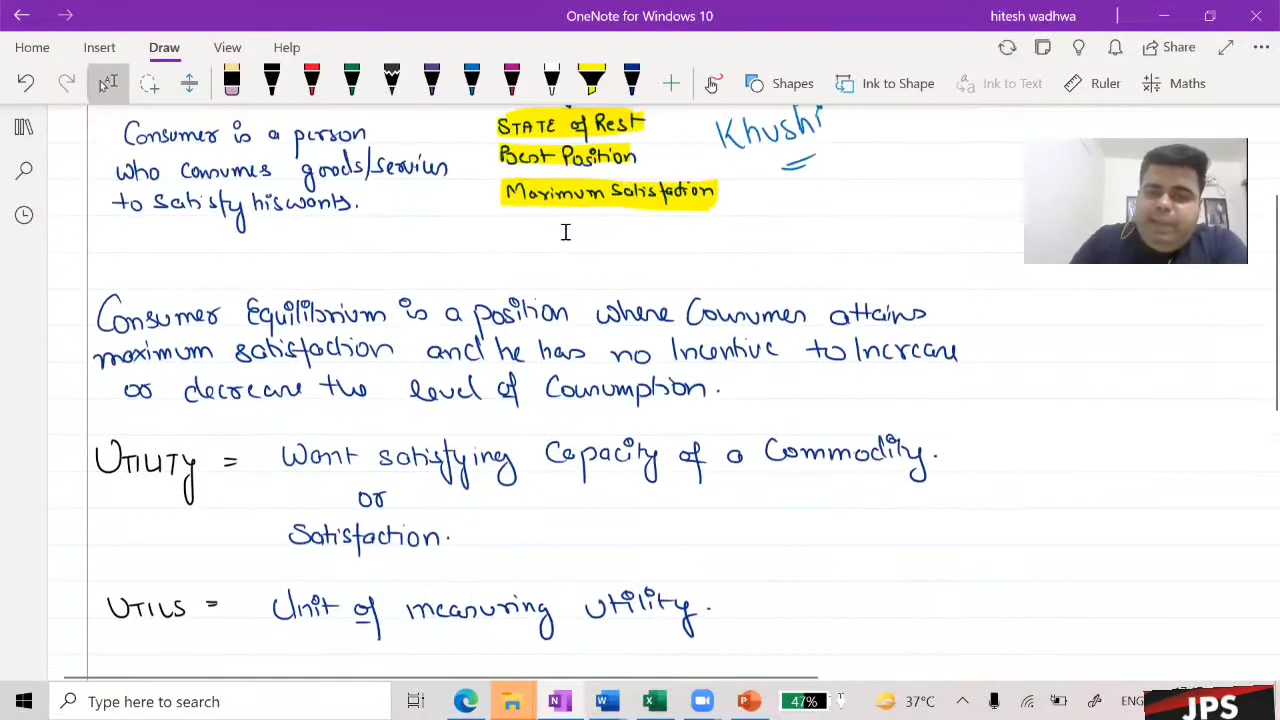 OneNote for Windows 10
hitesh wadhwa
Home Insert Draw View Help
Share
Shapes Ink to Shape Ink to Text Ruler Maths
Consumer is a person
who consumes goods/services
to satisfy his wants.
STATE of Rest
Best Position
Maximum Satisfaction
Khushi
Consumer Equilibrium is a position where Consumer attains
maximum satisfaction and he has no Incentive to Increase
or decrease the level of Consumption.
UTILITY = Want satisfying Capacity of a Commodity.
or
Satisfaction.
UTILS = Unit of measuring utility.
Type here to search
47%
37°C
ENG
JPS